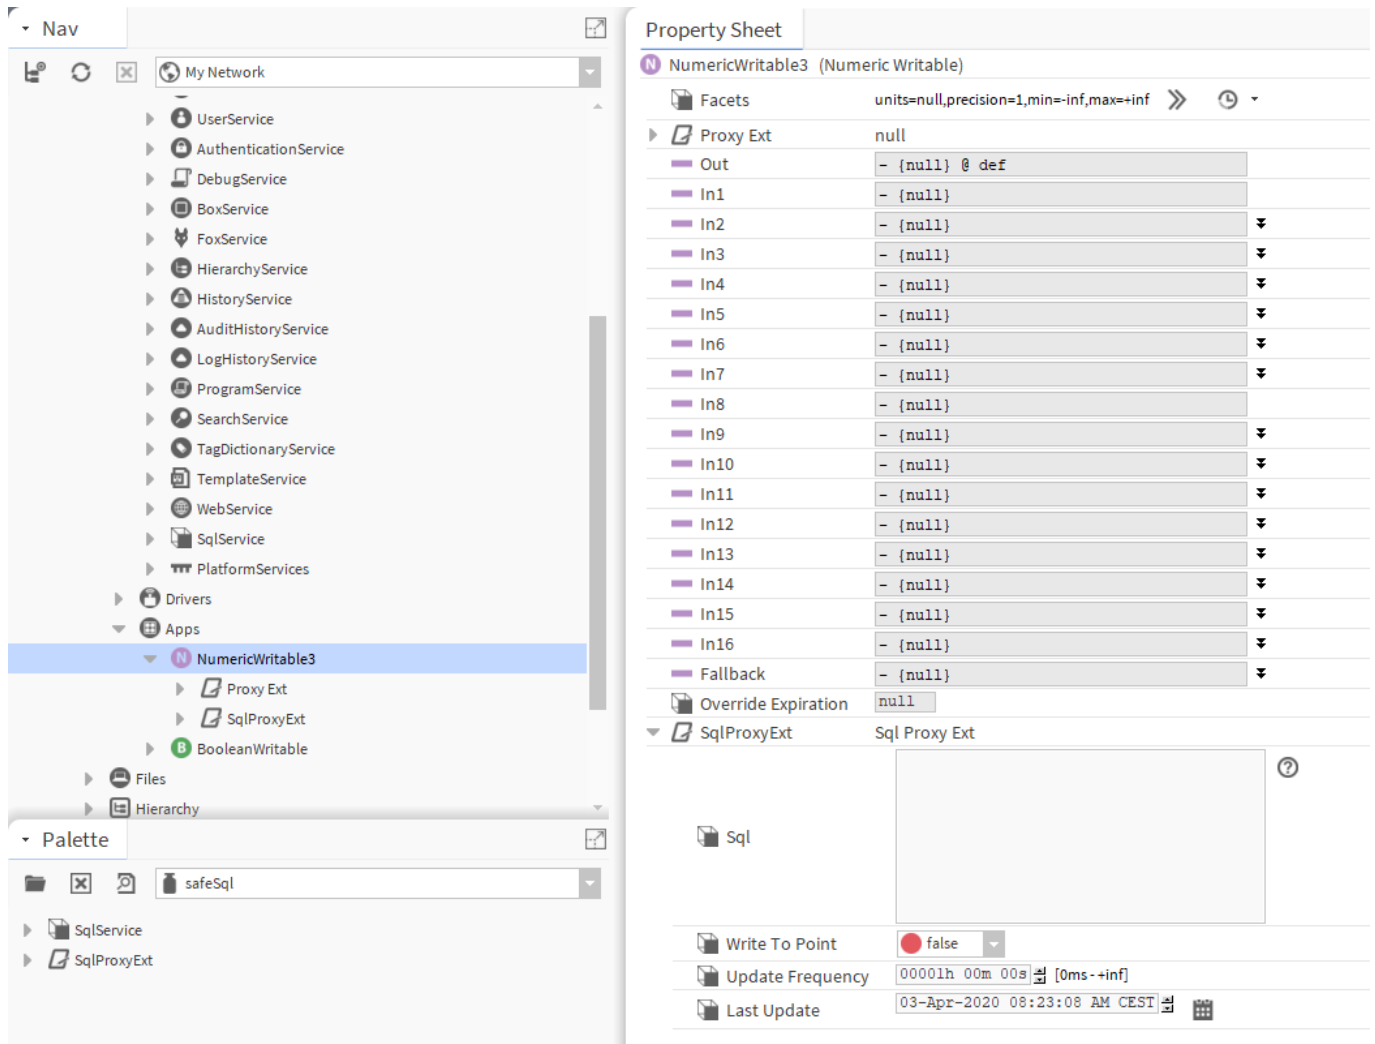 Nav
My Network
UserService
AuthenticationService
DebugService
BoxService
FoxService
HierarchyService
HistoryService
AuditHistoryService
LogHistoryService
ProgramService
SearchService
TagDictionaryService
TemplateService
WebService
SqlService
PlatformServices
Drivers
Apps
NumericWritable3
Proxy Ext
SqlProxyExt
BooleanWritable
Files
Hierarchy
Palette
safeSql
SqlService
SqlProxyExt
Property Sheet
NumericWritable3 (Numeric Writable)
Facets units=null,precision=1,min=-inf,max=+inf
Proxy Ext null
Out - {null} @ def
In1 - {null}
In2 - {null}
In3 - {null}
In4 - {null}
In5 - {null}
In6 - {null}
In7 - {null}
In8 - {null}
In9 - {null}
In10 - {null}
In11 - {null}
In12 - {null}
In13 - {null}
In14 - {null}
In15 - {null}
In16 - {null}
Fallback - {null}
Override Expiration null
SqlProxyExt Sql Proxy Ext
Sql
Write To Point false
Update Frequency 00001h 00m 00s [0ms-+inf]
Last Update 03-Apr-2020 08:23:08 AM CEST